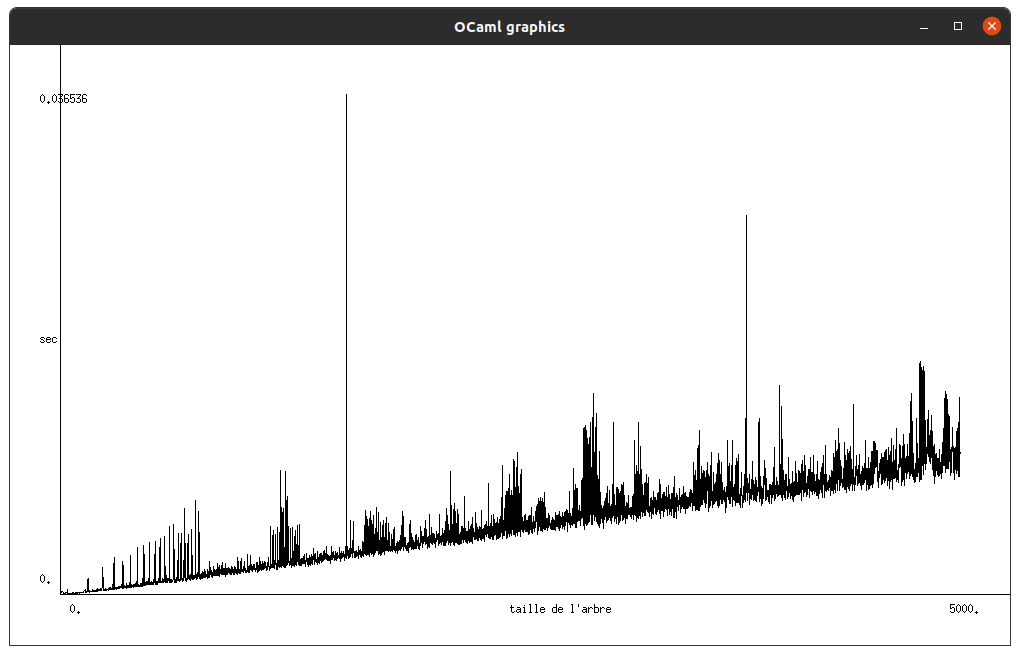 OCaml graphics
0.036536
sec
0.
0.
taille de l'arbre
5000.